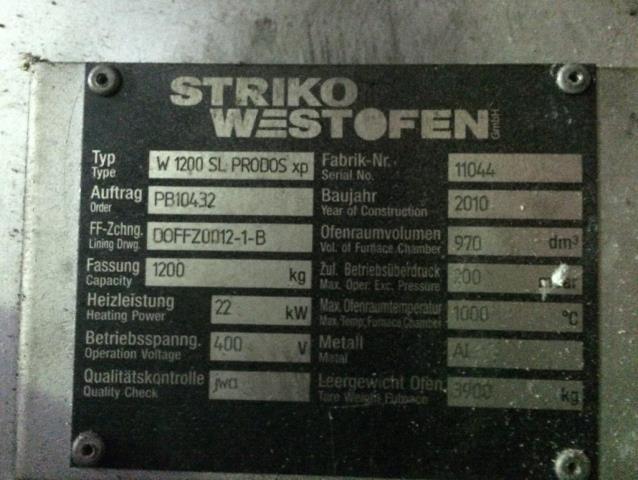 STRIKO
WESTOFEN GmbH
Typ W 1200 SL PRODOS xp
Type
Auftrag PB10432
Order
FF-Zchng. DOFFZ0012-1-B
Lining Drwg.
Fassung 1200 kg
Capacity
Heizleistung 22 kW
Heating Power
Betriebsspanng. 400 V
Operation Voltage
Qualitätskontrolle
Quality Check
Fabrik-Nr. 11044
Serial No.
Baujahr 2010
Year of Construction
Ofenraumvolumen 970 dm³
Vol. of Furnace Chamber
Zul. Betriebsüberdruck 200
Max. Oper. Exc. Pressure
Max. Ofenraumtemperatur 1000 °C
Max. Temp. Furnace Chamber
Metall Al
Metal
Leergewicht Ofen 3900 kg
Tare Weight Furnace